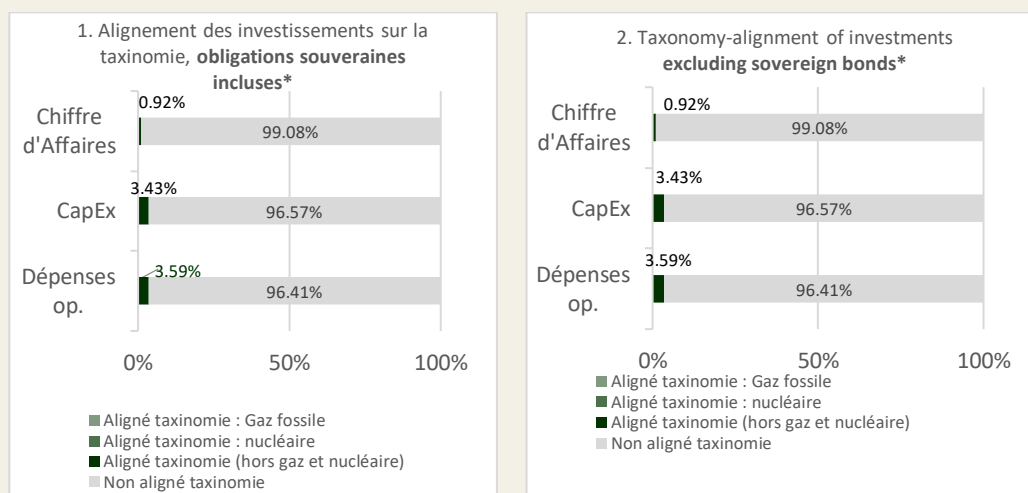 1. Alignement des investissements sur la
taxinomie, obligations souveraines
incluses*
Chiffre
d'Affaires
0.92%
99.08%
CapEx
3.43%
96.57%
Dépenses
op.
3.59%
96.41%
0%
50%
100%
Aligné taxinomie : Gaz fossile
Aligné taxinomie : nucléaire
Aligné taxinomie (hors gaz et nucléaire)
Non aligné taxinomie
2. Taxonomy-alignment of investments
excluding sovereign bonds*
Chiffre
d'Affaires
0.92%
99.08%
CapEx
3.43%
96.57%
Dépenses
op.
3.59%
96.41%
0%
50%
100%
Aligné taxinomie : Gaz fossile
Aligné taxinomie : nucléaire
Aligné taxinomie (hors gaz et nucléaire)
Non aligné taxinomie